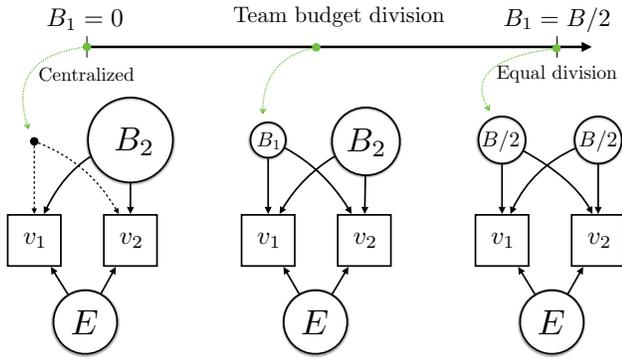 B₁ = 0 Team budget division B₁ = B/2
Centralized Equal division
B₂ B₁ B₂ B/2 B/2
v₁ v₂ v₁ v₂ v₁ v₂
E E E